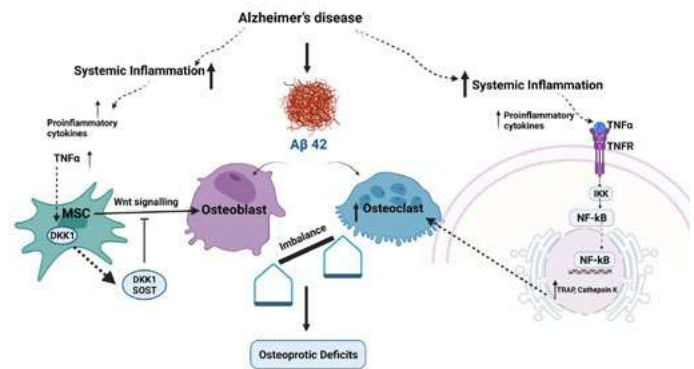 Alzheimer's disease
Systemic Inflammation
Proinflammatory
cytokines
TNFα
MSC
DKK1
Wnt signalling
DKK1
SOST
Aβ 42
Osteoblast
Osteoclast
Imbalance
Osteoprotic Deficits
Systemic Inflammation
Proinflammatory
cytokines
TNFα
TNFR
IKK
NF-kB
NF-kB
TRAP, Cathepsin K